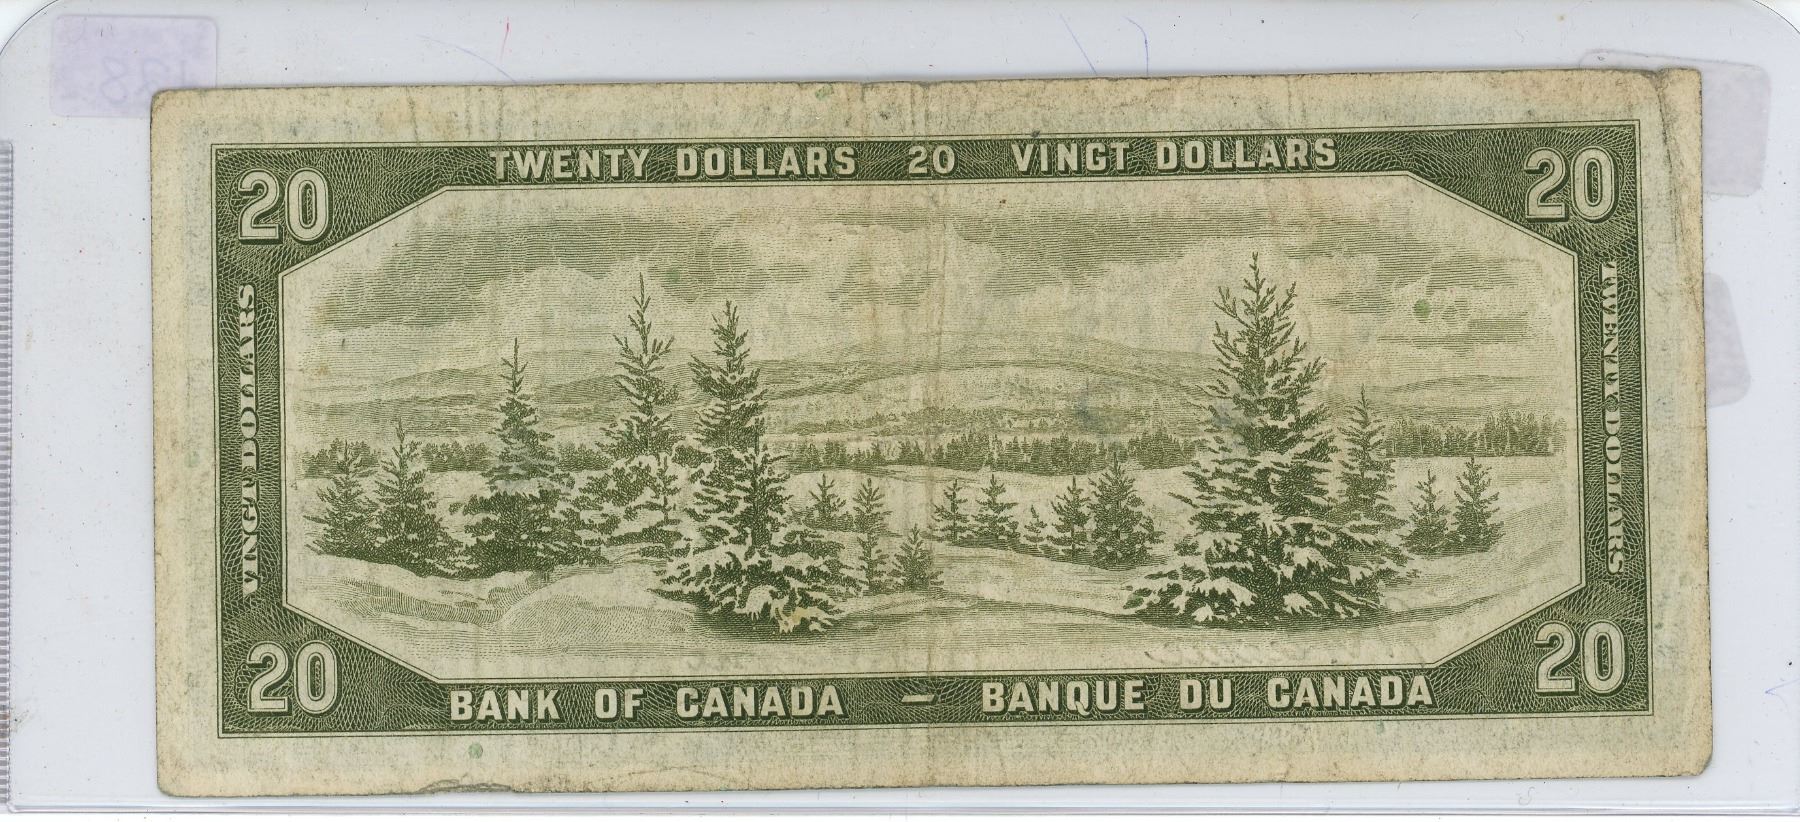 TWENTY DOLLARS 20 VINGT DOLLARS
20
20
VINGT DOLLARS
TWENTY DOLLARS
20
20
BANK OF CANADA – BANQUE DU CANADA